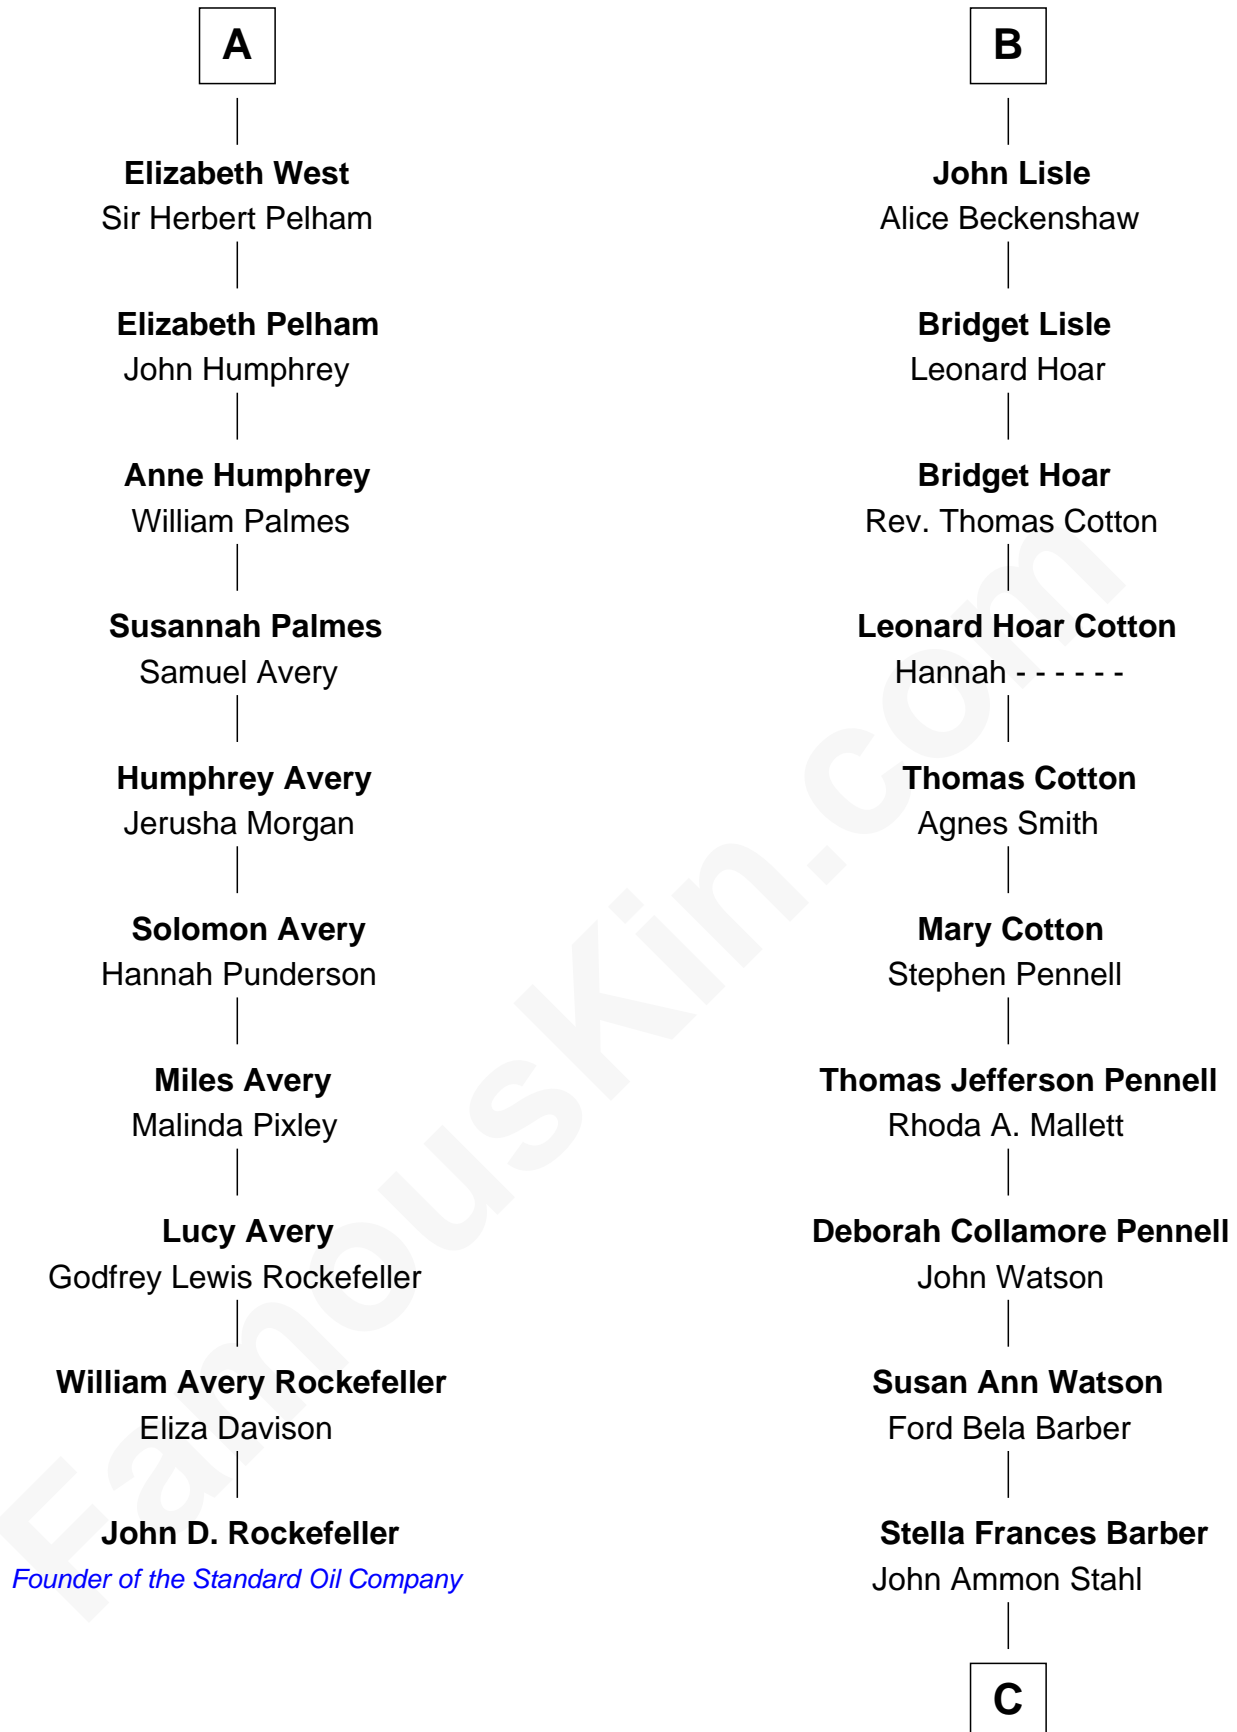 A
Elizabeth West
Sir Herbert Pelham
Elizabeth Pelham
John Humphrey
Anne Humphrey
William Palmes
Susannah Palmes
Samuel Avery
Humphrey Avery
Jerusha Morgan
Solomon Avery
Hannah Punderson
Miles Avery
Malinda Pixley
Lucy Avery
Godfrey Lewis Rockefeller
William Avery Rockefeller
Eliza Davison
John D. Rockefeller
Founder of the Standard Oil Company
B
John Lisle
Alice Beckenshaw
Bridget Lisle
Leonard Hoar
Bridget Hoar
Rev. Thomas Cotton
Leonard Hoar Cotton
Hannah - - - - - -
Thomas Cotton
Agnes Smith
Mary Cotton
Stephen Pennell
Thomas Jefferson Pennell
Rhoda A. Mallett
Deborah Collamore Pennell
John Watson
Susan Ann Watson
Ford Bela Barber
Stella Frances Barber
John Ammon Stahl
C
FamousKin.com